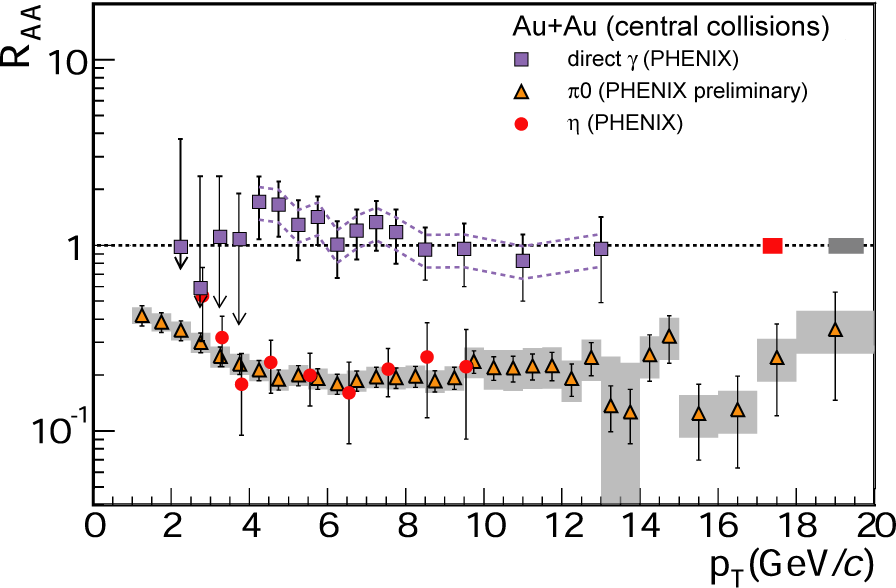 R_AA
Au+Au (central collisions)
direct γ (PHENIX)
π0 (PHENIX preliminary)
η (PHENIX)
10
1
10⁻¹
0 2 4 6 8 10 12 14 16 18 20
p_T (GeV/c)